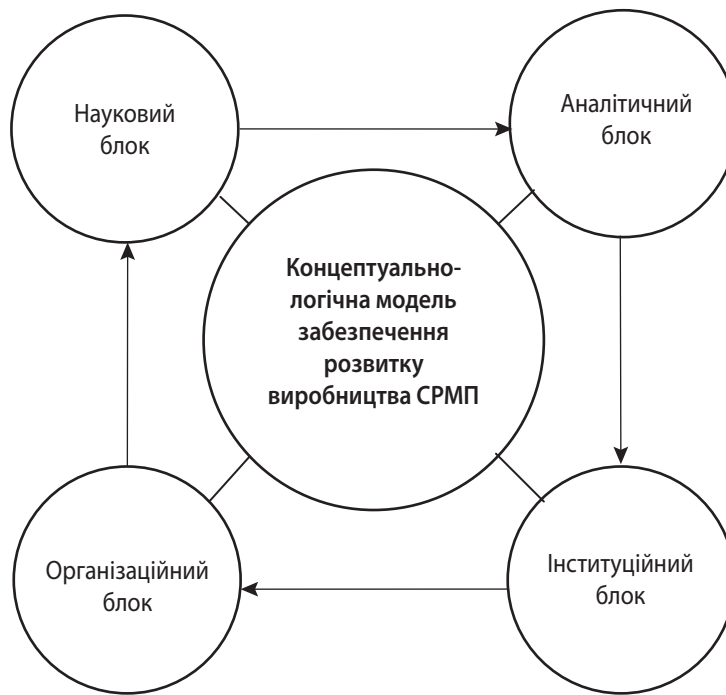 Науковий
блок
Аналітичний
блок
Концептуально-
логічна модель
забезпечення
розвитку
виробництва СРМП
Організаційний
блок
Інституційний
блок